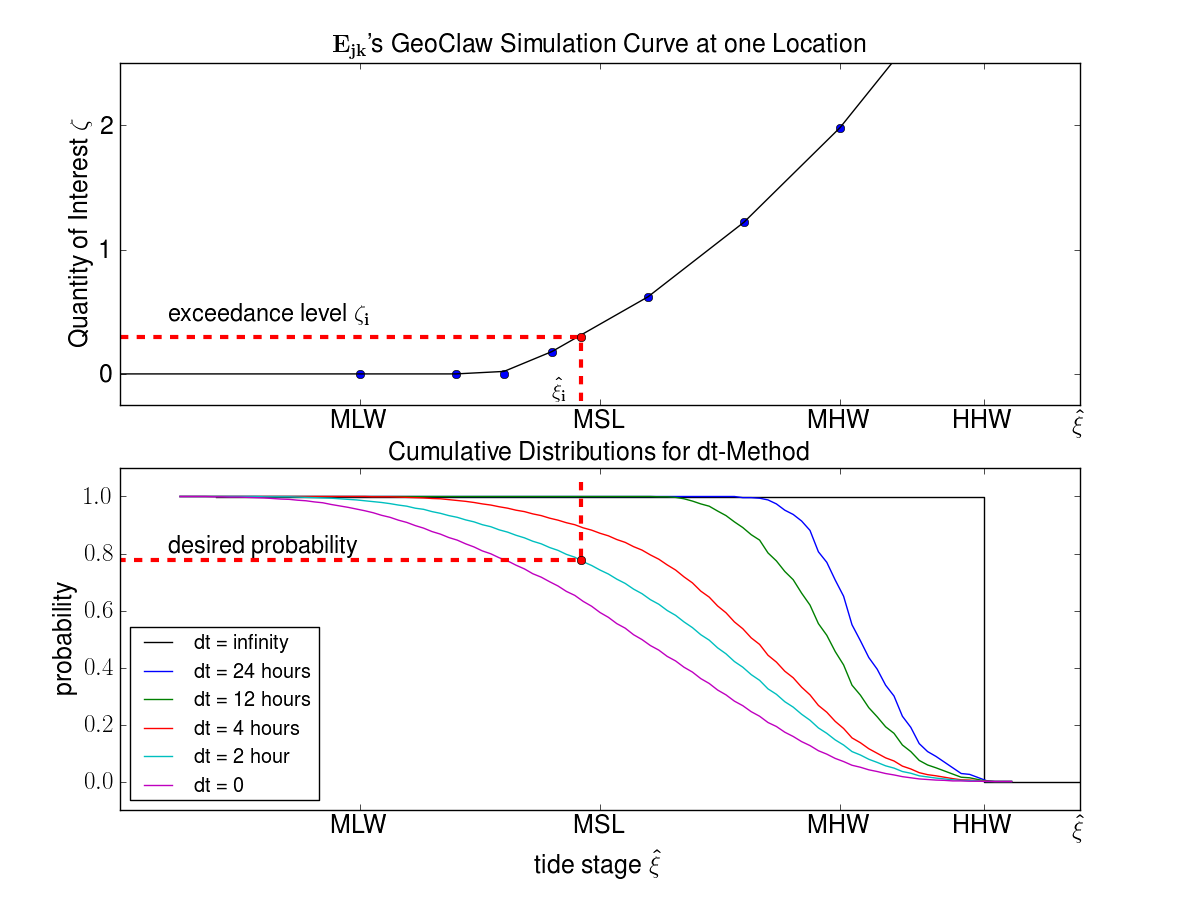 E_jk's GeoClaw Simulation Curve at one Location
Quantity of Interest ζ
2
1
0
exceedance level ζ_i
ξ̂_i
MLW MSL MHW HHW ξ̂
Cumulative Distributions for dt-Method
probability
1.0
0.8
0.6
0.4
0.2
0.0
desired probability
dt = infinity
dt = 24 hours
dt = 12 hours
dt = 4 hours
dt = 2 hour
dt = 0
MLW MSL MHW HHW ξ̂
tide stage ξ̂